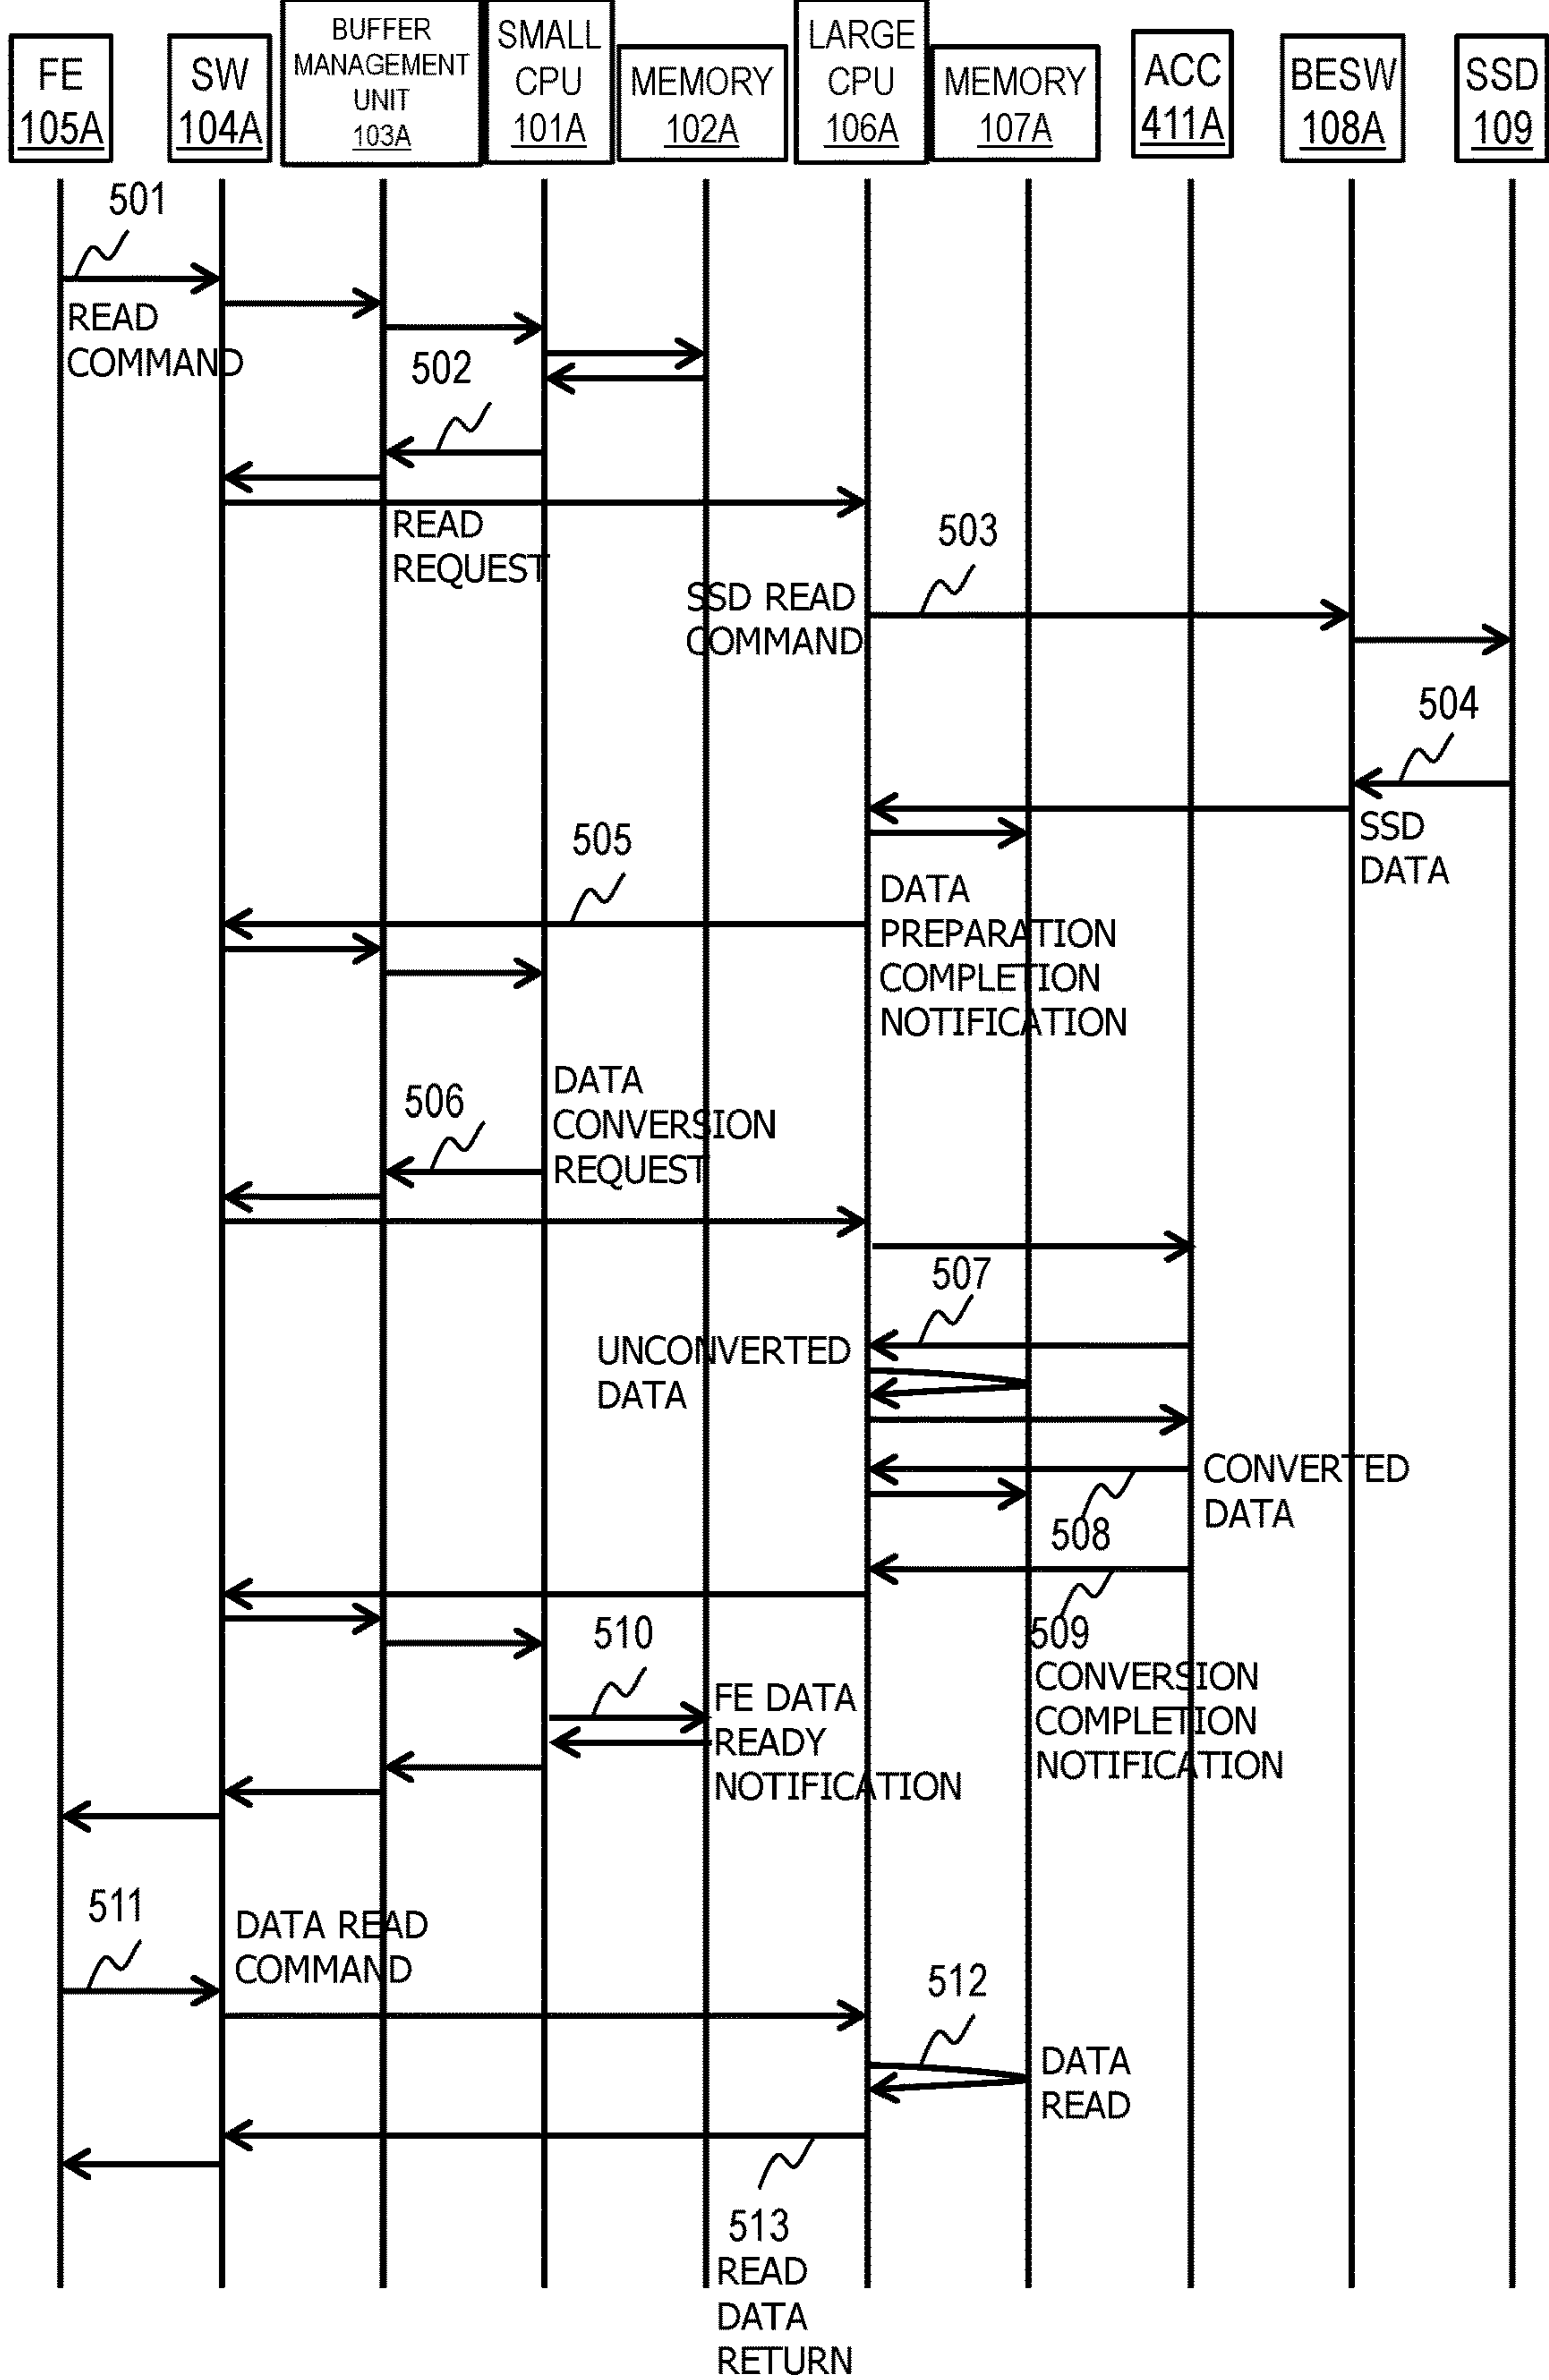 FE
105A
SW
104A
BUFFER
MANAGEMENT
UNIT
103A
SMALL
CPU
101A
MEMORY
102A
LARGE
CPU
106A
MEMORY
107A
ACC
411A
BESW
108A
SSD
109
501
READ
COMMAND
502
READ
REQUEST
503
SSD READ
COMMAND
504
SSD
DATA
505
DATA
PREPARATION
COMPLETION
NOTIFICATION
506
DATA
CONVERSION
REQUEST
507
UNCONVERTED
DATA
CONVERTED
DATA
508
509
CONVERSION
COMPLETION
NOTIFICATION
510
FE DATA
READY
NOTIFICATION
511
DATA READ
COMMAND
512
DATA
READ
513
READ
DATA
RETURN